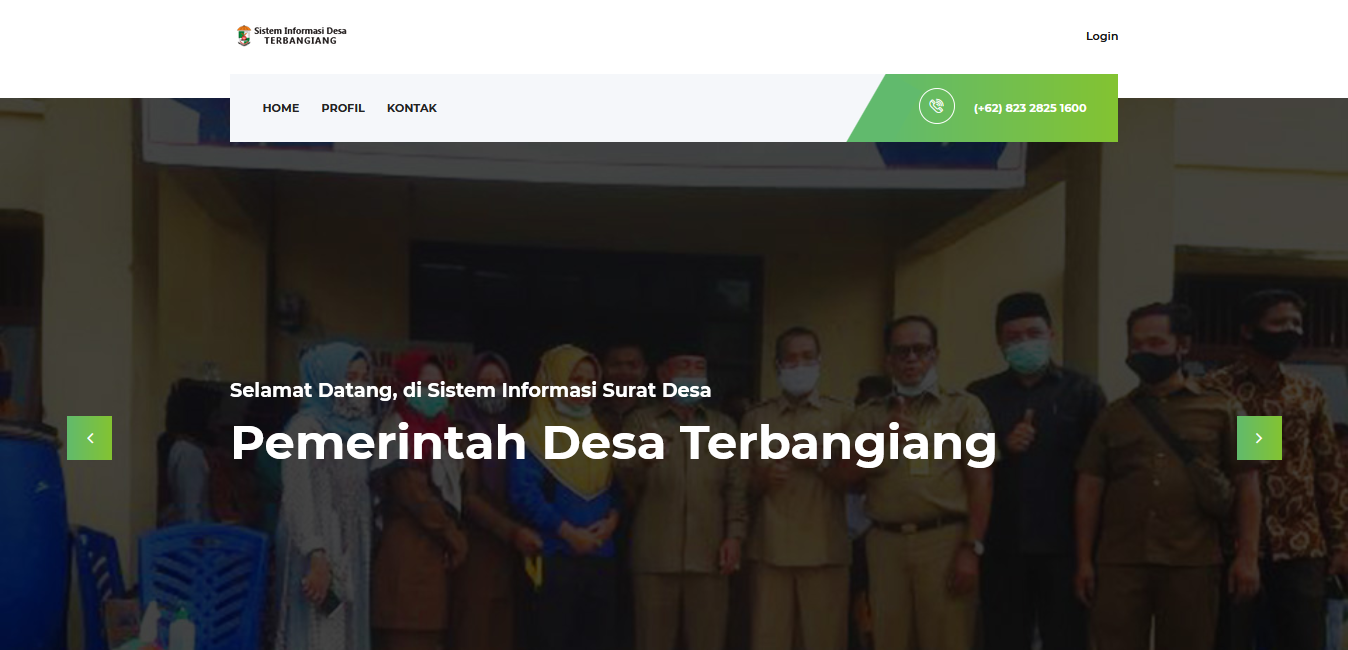 Sistem Informasi Desa
TERBANGIANG
Login
HOME PROFIL KONTAK
(+62) 823 2825 1600
Selamat Datang, di Sistem Informasi Surat Desa
Pemerintah Desa Terbangiang